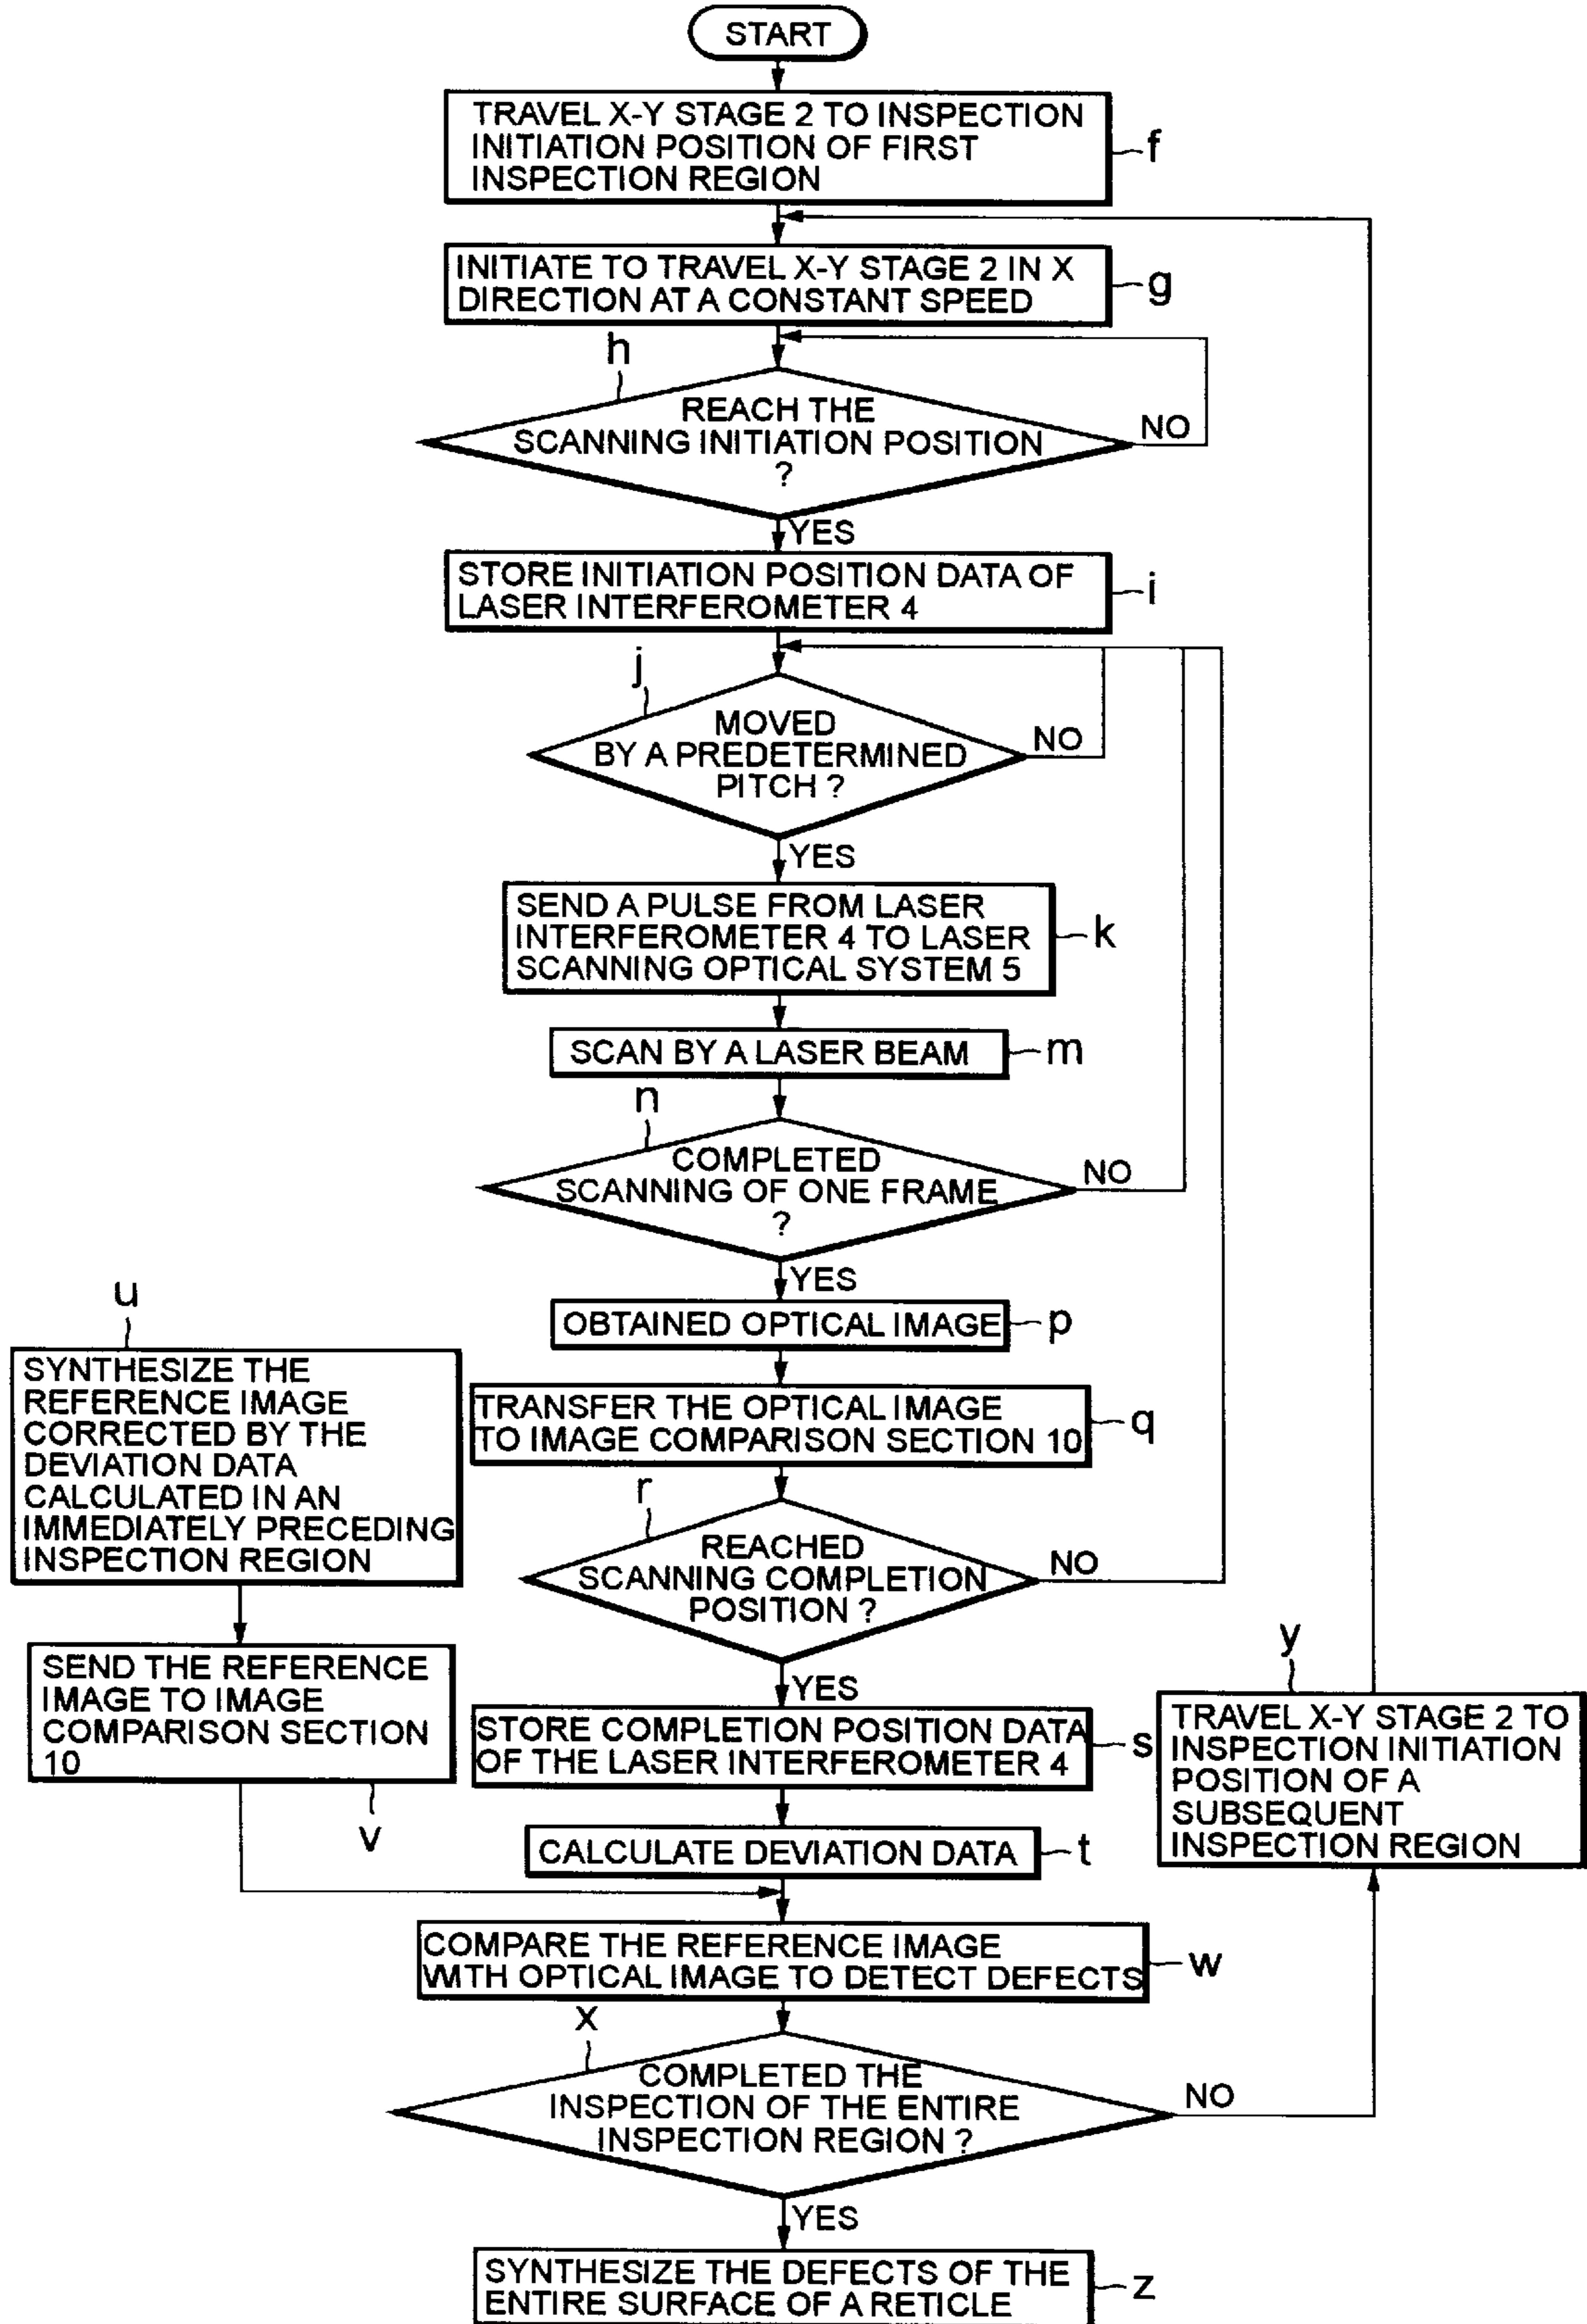 START
TRAVEL X-Y STAGE 2 TO INSPECTION
INITIATION POSITION OF FIRST
INSPECTION REGION
f
INITIATE TO TRAVEL X-Y STAGE 2 IN X
DIRECTION AT A CONSTANT SPEED
g
h
REACH THE
SCANNING INITIATION POSITION
?
NO
YES
STORE INITIATION POSITION DATA OF
LASER INTERFEROMETER 4
i
j
MOVED
BY A PREDETERMINED
PITCH ?
NO
YES
SEND A PULSE FROM LASER
INTERFEROMETER 4 TO LASER
SCANNING OPTICAL SYSTEM 5
k
SCAN BY A LASER BEAM
m
n
COMPLETED
SCANNING OF ONE FRAME
?
NO
YES
OBTAINED OPTICAL IMAGE
p
TRANSFER THE OPTICAL IMAGE
TO IMAGE COMPARISON SECTION 10
q
r
REACHED
SCANNING COMPLETION
POSITION ?
NO
YES
STORE COMPLETION POSITION DATA
OF THE LASER INTERFEROMETER 4
s
CALCULATE DEVIATION DATA
t
u
SYNTHESIZE THE
REFERENCE IMAGE
CORRECTED BY THE
DEVIATION DATA
CALCULATED IN AN
IMMEDIATELY PRECEDING
INSPECTION REGION
SEND THE REFERENCE
IMAGE TO IMAGE
COMPARISON SECTION
10
v
COMPARE THE REFERENCE IMAGE
WITH OPTICAL IMAGE TO DETECT DEFECTS
w
x
COMPLETED THE
INSPECTION OF THE ENTIRE
INSPECTION REGION ?
NO
y
TRAVEL X-Y STAGE 2 TO
INSPECTION INITIATION
POSITION OF A
SUBSEQUENT
INSPECTION REGION
YES
SYNTHESIZE THE DEFECTS OF THE
ENTIRE SURFACE OF A RETICLE
z